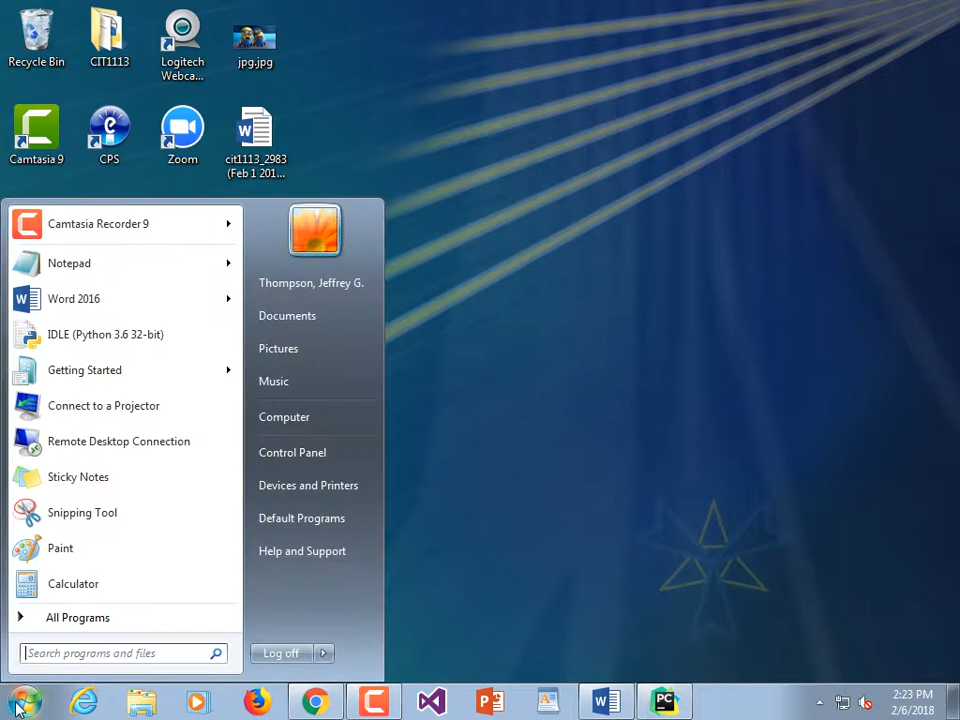 Recycle Bin
CIT1113
Logitech
Webca...
jpg.jpg
Camtasia 9
CPS
Zoom
cit1113_2983
(Feb 1 201...
Camtasia Recorder 9
Notepad
Word 2016
IDLE (Python 3.6 32-bit)
Getting Started
Connect to a Projector
Remote Desktop Connection
Sticky Notes
Snipping Tool
Paint
Calculator
All Programs
Search programs and files
Thompson, Jeffrey G.
Documents
Pictures
Music
Computer
Control Panel
Devices and Printers
Default Programs
Help and Support
Log off
2:23 PM
2/6/2018